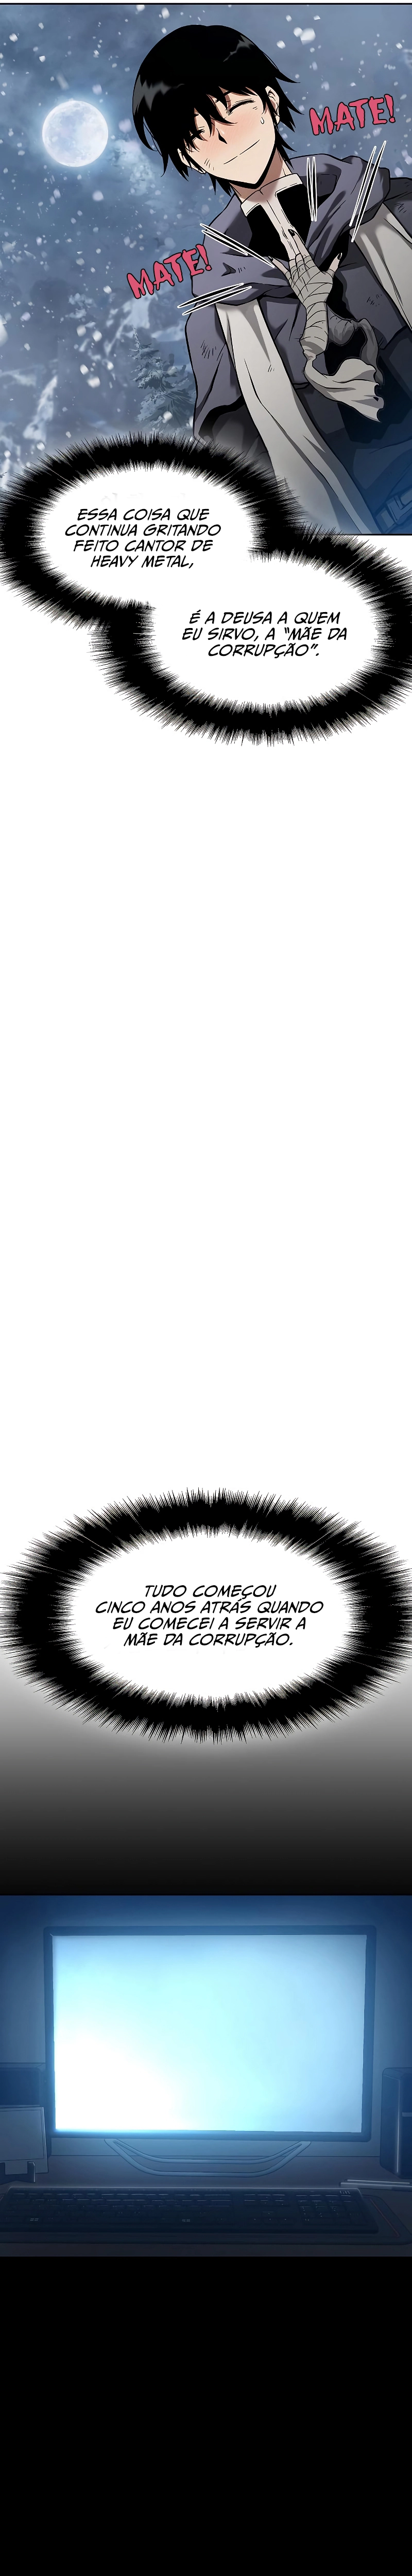 MATE!
MATE!
ESSA COISA QUE
CONTINUA GRITANDO
FEITO CANTOR DE
HEAVY METAL,
É A DEUSA A QUEM
EU SIRVO, A “MÃE DA
CORRUPÇÃO”.
TUDO COMEÇOU
CINCO ANOS ATRÁS QUANDO
EU COMECEI A SERVIR A
MÃE DA CORRUPÇÃO.